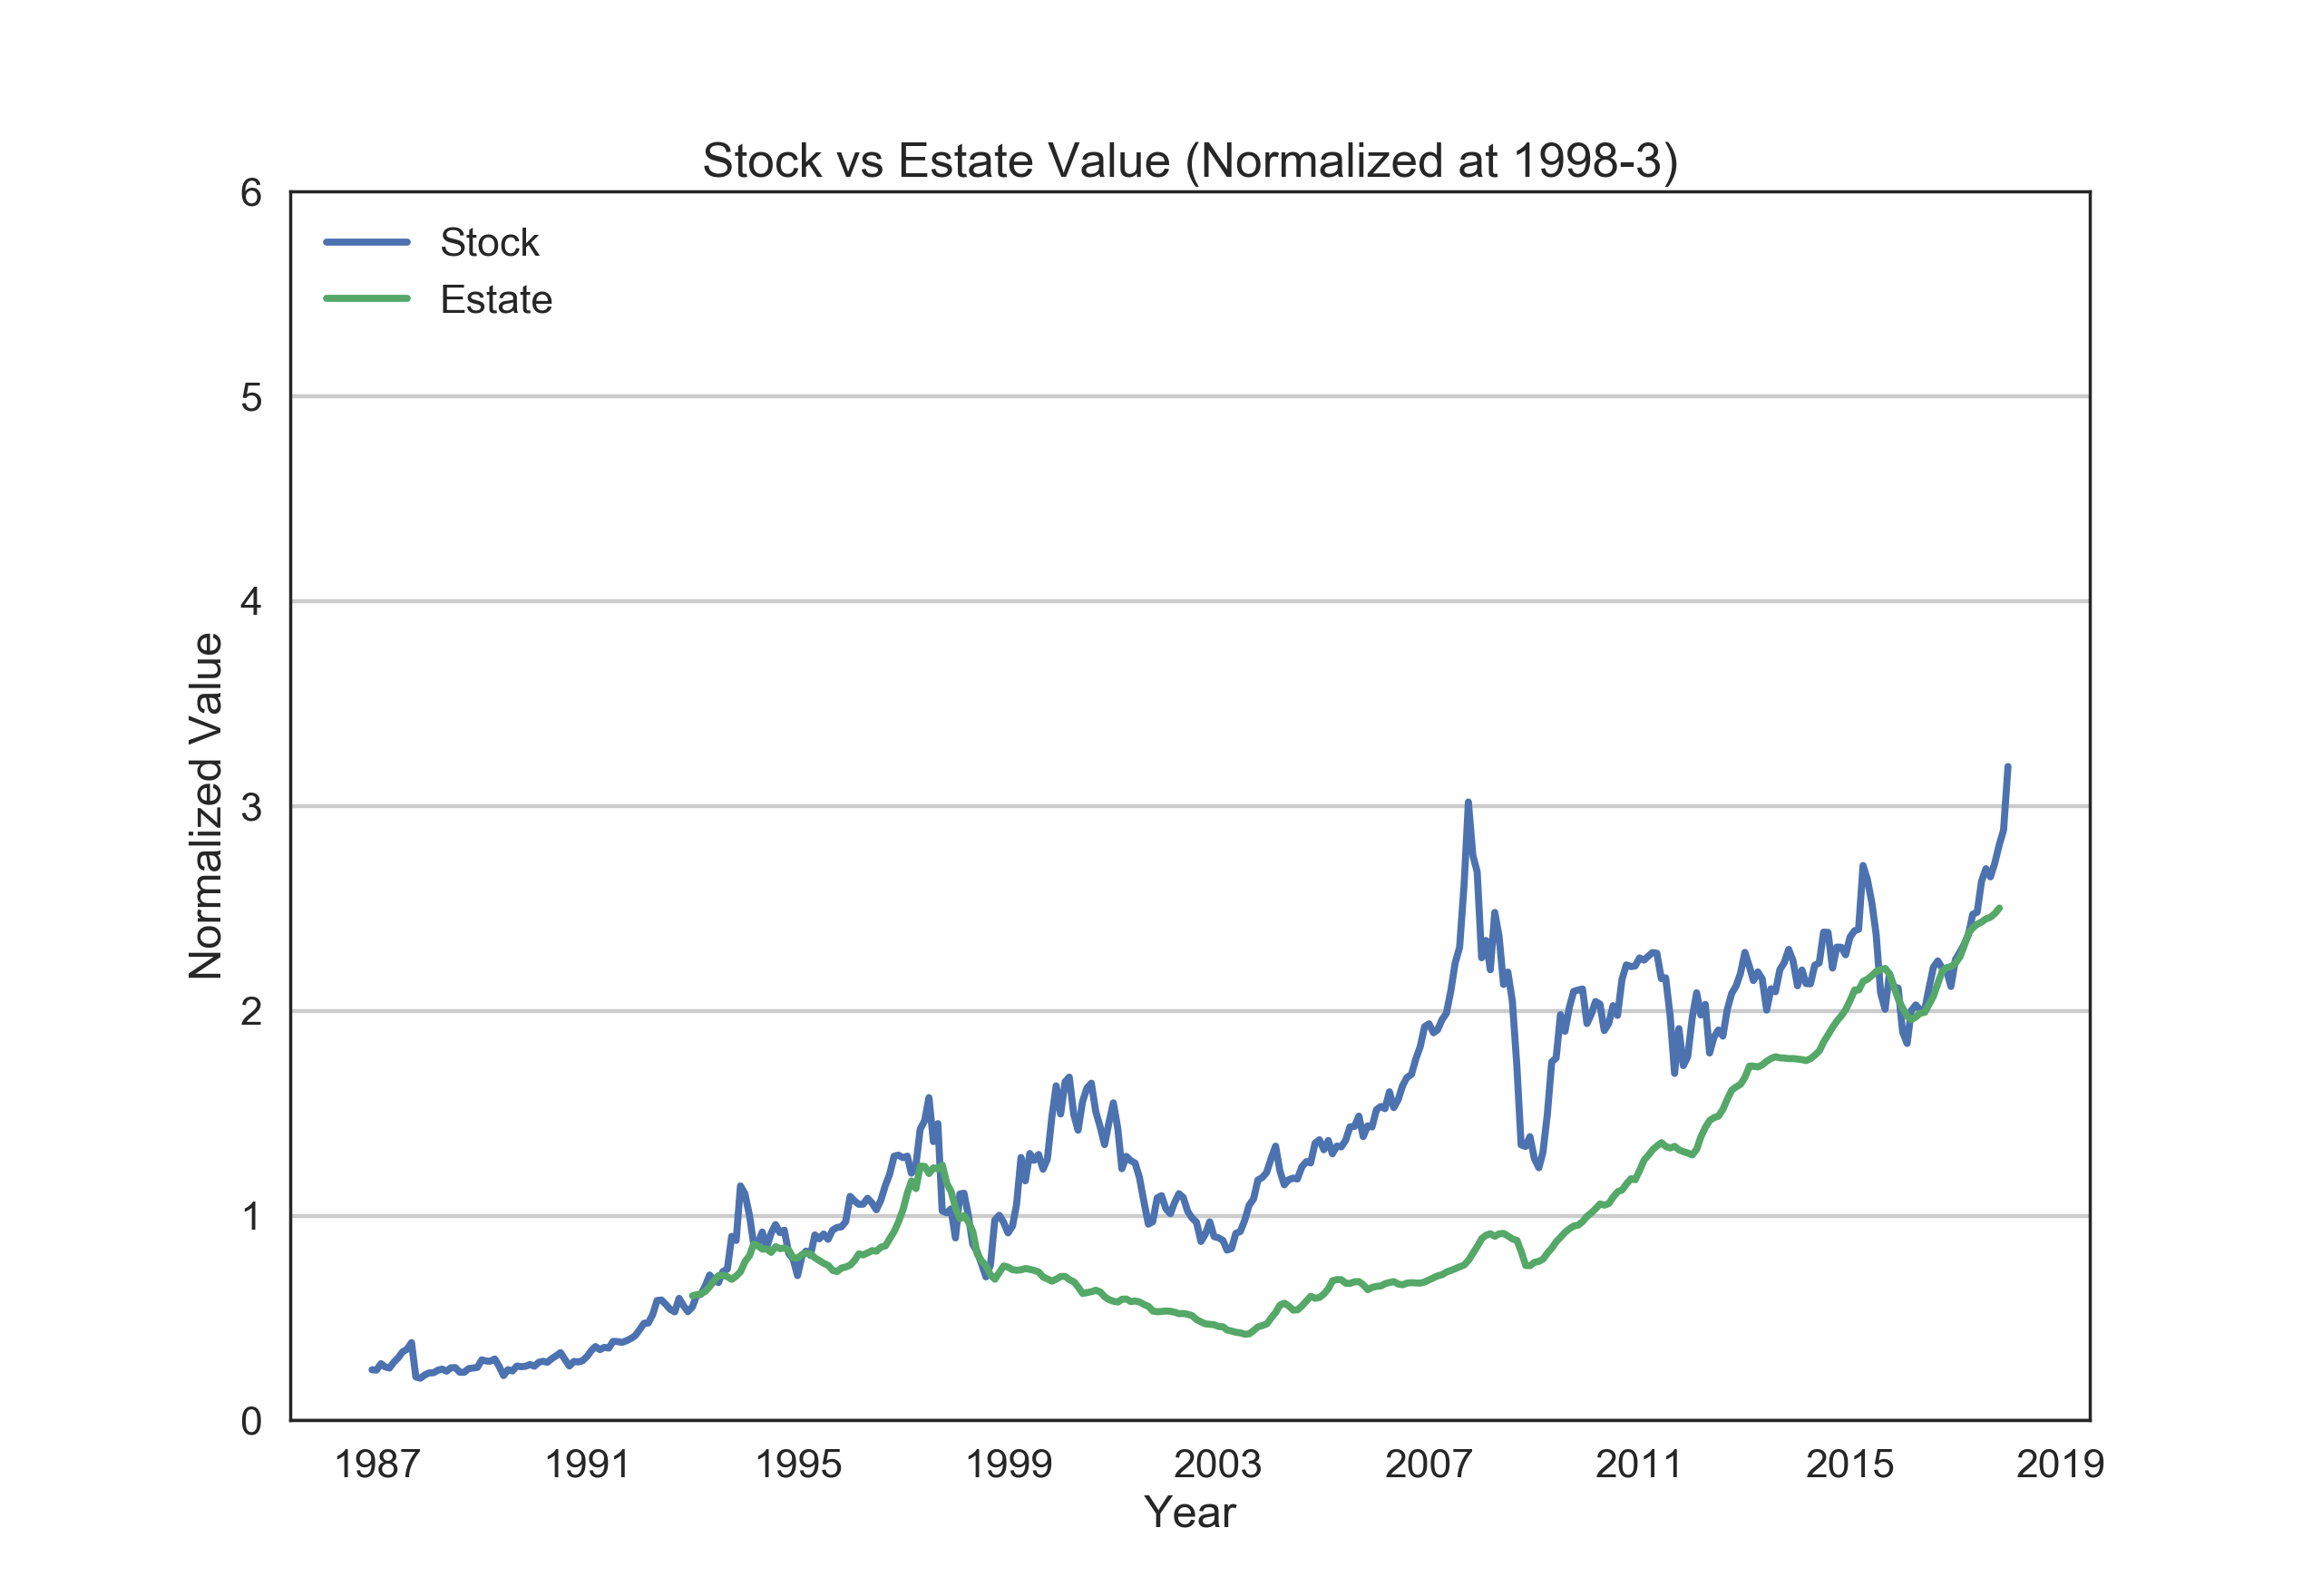 Stock vs Estate Value (Normalized at 1998-3)
6
Stock
Estate
5
4
3
2
1
0
Normalized Value
1987 1991 1995 1999 2003 2007 2011 2015 2019
Year